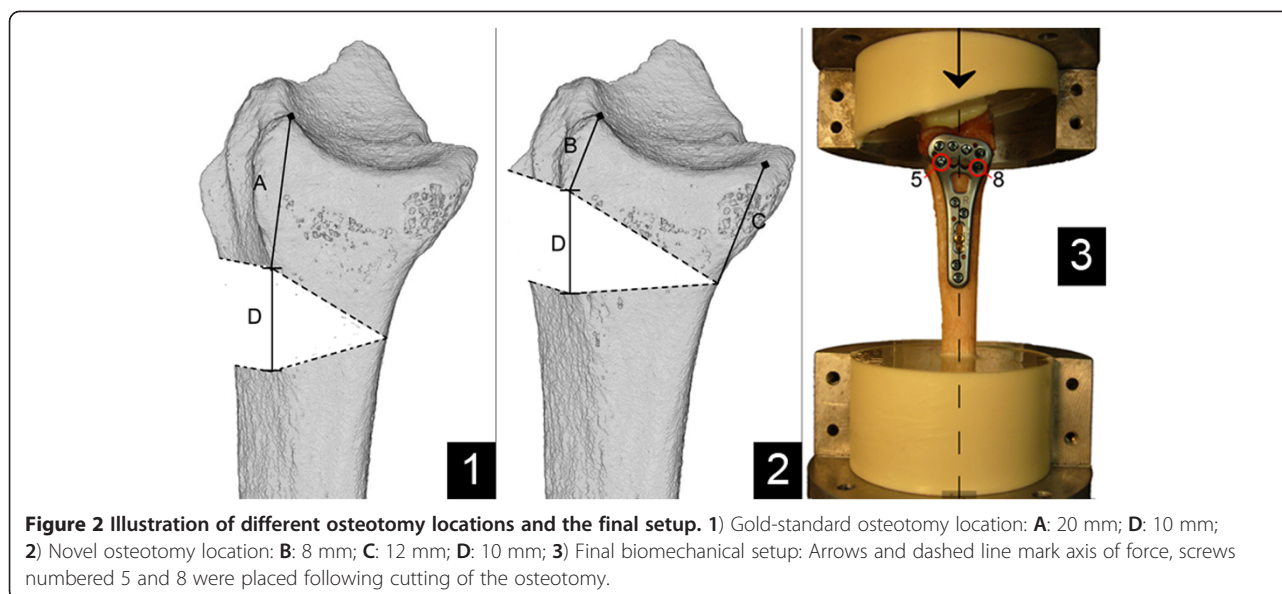 A
D
1
B
C
D
2
5
8
3
Figure 2 Illustration of different osteotomy locations and the final setup. 1) Gold-standard osteotomy location: A: 20 mm; D: 10 mm;
2) Novel osteotomy location: B: 8 mm; C: 12 mm; D: 10 mm; 3) Final biomechanical setup: Arrows and dashed line mark axis of force, screws
numbered 5 and 8 were placed following cutting of the osteotomy.